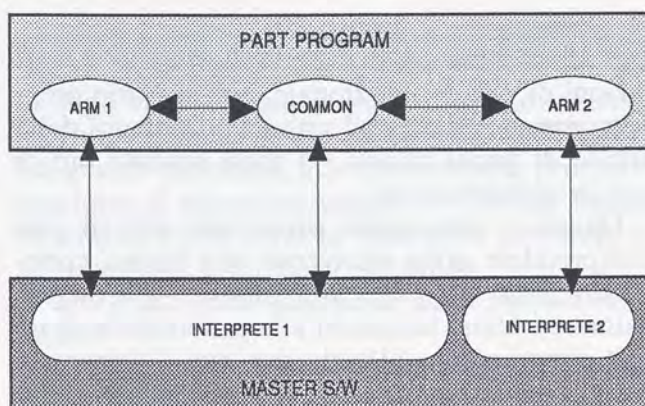 PART PROGRAM
ARM 1 COMMON ARM 2
INTERPRETE 1 INTERPRETE 2
MASTER S/W